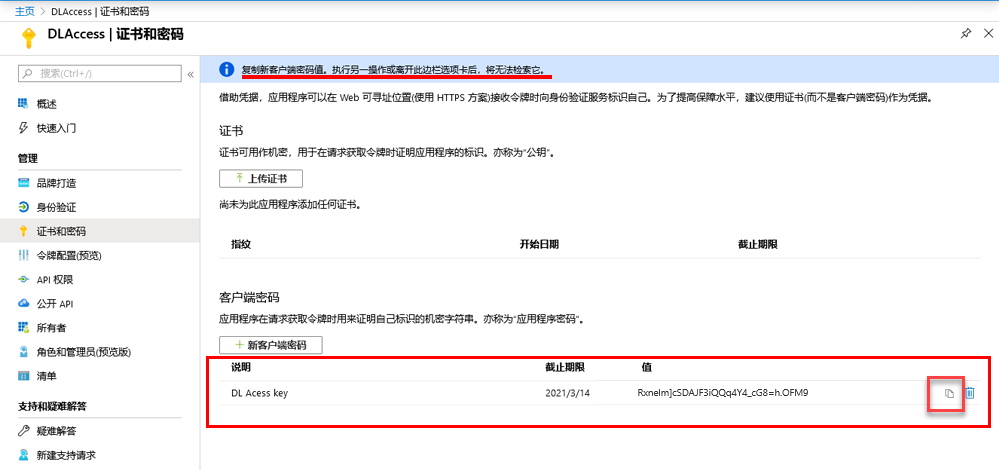 主页 > DLAccess | 证书和密码
DLAccess | 证书和密码
搜索(Ctrl+/)
概述
快速入门
管理
品牌打造
身份验证
证书和密码
令牌配置(预览)
API 权限
公开 API
所有者
角色和管理员(预览版)
清单
支持和疑难解答
疑难解答
新建支持请求
复制新客户端密码值。执行另一操作或离开此边栏选项卡后，将无法检索它。
借助凭据，应用程序可以在 Web 可寻址位置(使用 HTTPS 方案)接收令牌时向身份验证服务标识自己。为了提高保障水平，建议使用证书(而不是客户端密码)作为凭据。
证书
证书可用作机密，用于在请求获取令牌时证明应用程序的标识。亦称为“公钥”。
上传证书
尚未为此应用程序添加任何证书。
指纹 开始日期 截止期限
客户端密码
应用程序在请求获取令牌时用来证明自己标识的机密字符串。亦称为“应用程序密码”。
新客户端密码
说明 截止期限 值
DL Acess key 2021/3/14 Rxnelm]cSDAJF3iQQq4Y4_cG8=h.OFM9